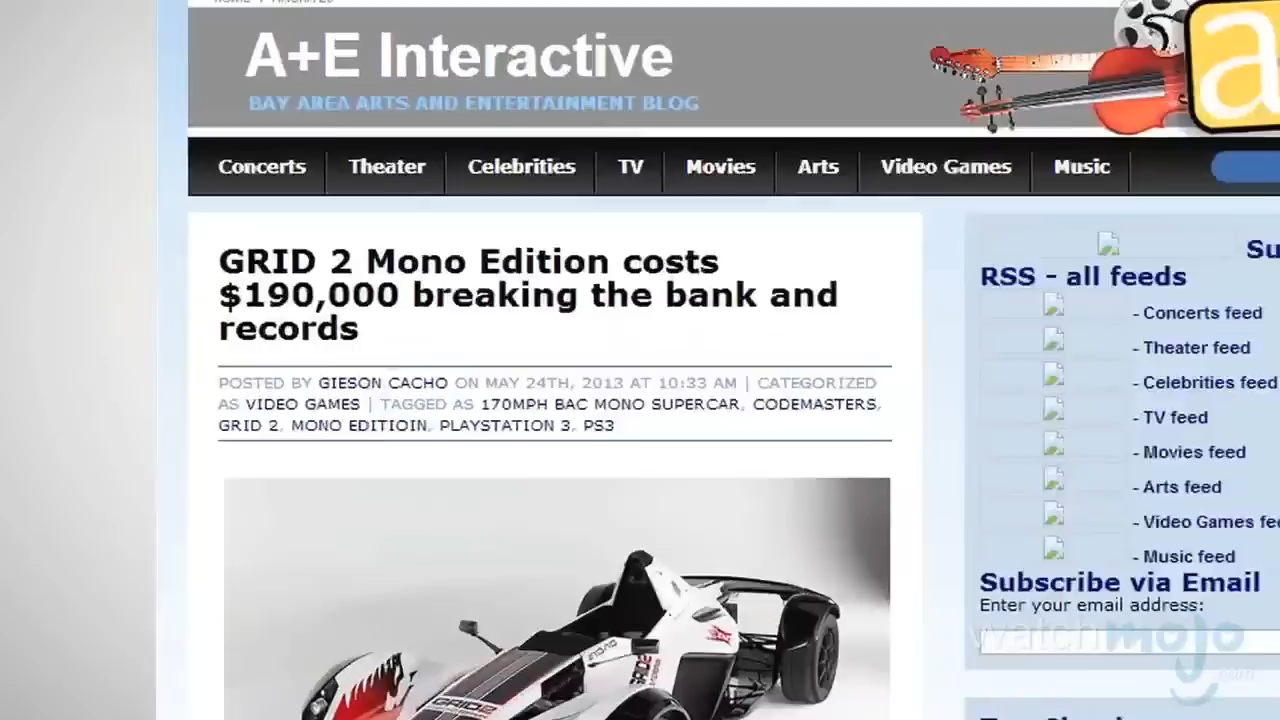 A+E Interactive
BAY AREA ARTS AND ENTERTAINMENT BLOG
a
Concerts Theater Celebrities TV Movies Arts Video Games Music
GRID 2 Mono Edition costs
$190,000 breaking the bank and
records
POSTED BY GIESON CACHO ON MAY 24TH, 2013 AT 10:33 AM | CATEGORIZED
AS VIDEO GAMES | TAGGED AS 170MPH BAC MONO SUPERCAR, CODEMASTERS,
GRID 2, MONO EDITIOIN, PLAYSTATION 3, PS3
GRID2
Su
RSS - all feeds
- Concerts feed
- Theater feed
- Celebrities feed
- TV feed
- Movies feed
- Arts feed
- Video Games fee
- Music feed
Subscribe via Email
Enter your email address:
watchmojo
.com